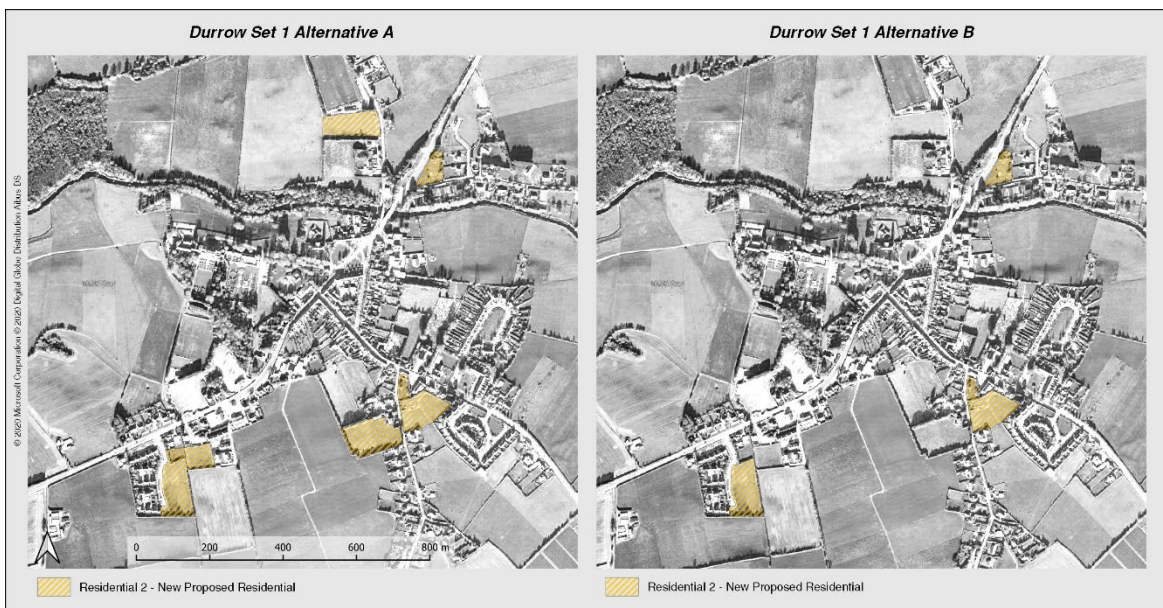 Durrow Set 1 Alternative A
Durrow Set 1 Alternative B
© 2020 Microsoft Corporation © 2020 Digital Globe Distribution Airbus DS
0 200 400 600 800 m
Residential 2 - New Proposed Residential
Residential 2 - New Proposed Residential